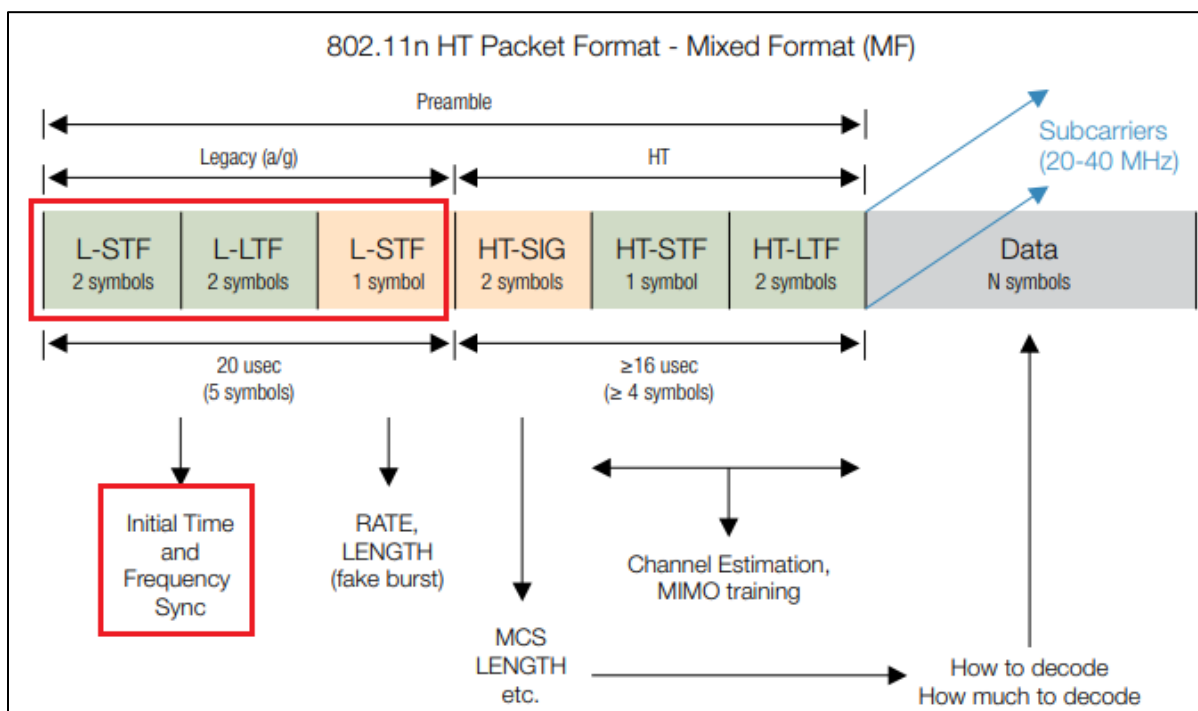 802.11n HT Packet Format - Mixed Format (MF)
Preamble
Legacy (a/g)
HT
Subcarriers
(20-40 MHz)
L-STF
2 symbols
L-LTF
2 symbols
L-STF
1 symbol
HT-SIG
2 symbols
HT-STF
1 symbol
HT-LTF
2 symbols
Data
N symbols
20 usec
(5 symbols)
≥16 usec
(≥ 4 symbols)
Initial Time
and
Frequency
Sync
RATE,
LENGTH
(fake burst)
MCS
LENGTH
etc.
Channel Estimation,
MIMO training
How to decode
How much to decode